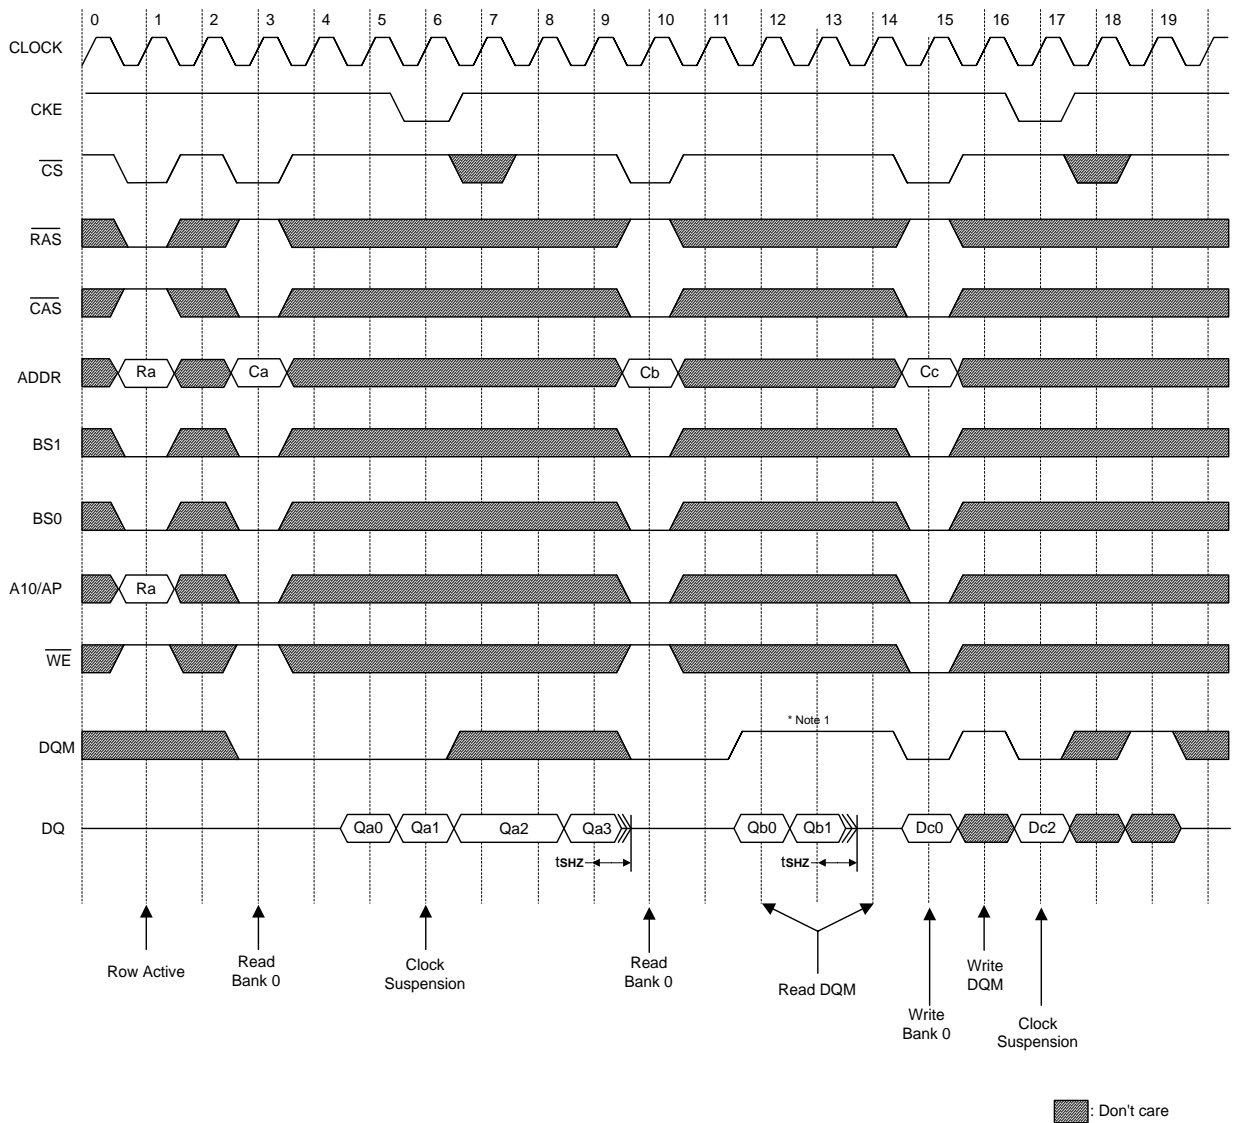 0 1 2 3 4 5 6 7 8 9 10 11 12 13 14 15 16 17 18 19
CLOCK
CKE
CS
RAS
CAS
ADDR Ra Ca Cb Cc
BS1
BS0
A10/AP Ra
WE
* Note 1
DQM
DQ Qa0 Qa1 Qa2 Qa3 Qb0 Qb1 Dc0 Dc2
tSHZ tSHZ
Row Active
Read
Bank 0
Clock
Suspension
Read
Bank 0
Read DQM
Write
DQM
Write
Bank 0
Clock
Suspension
: Don't care